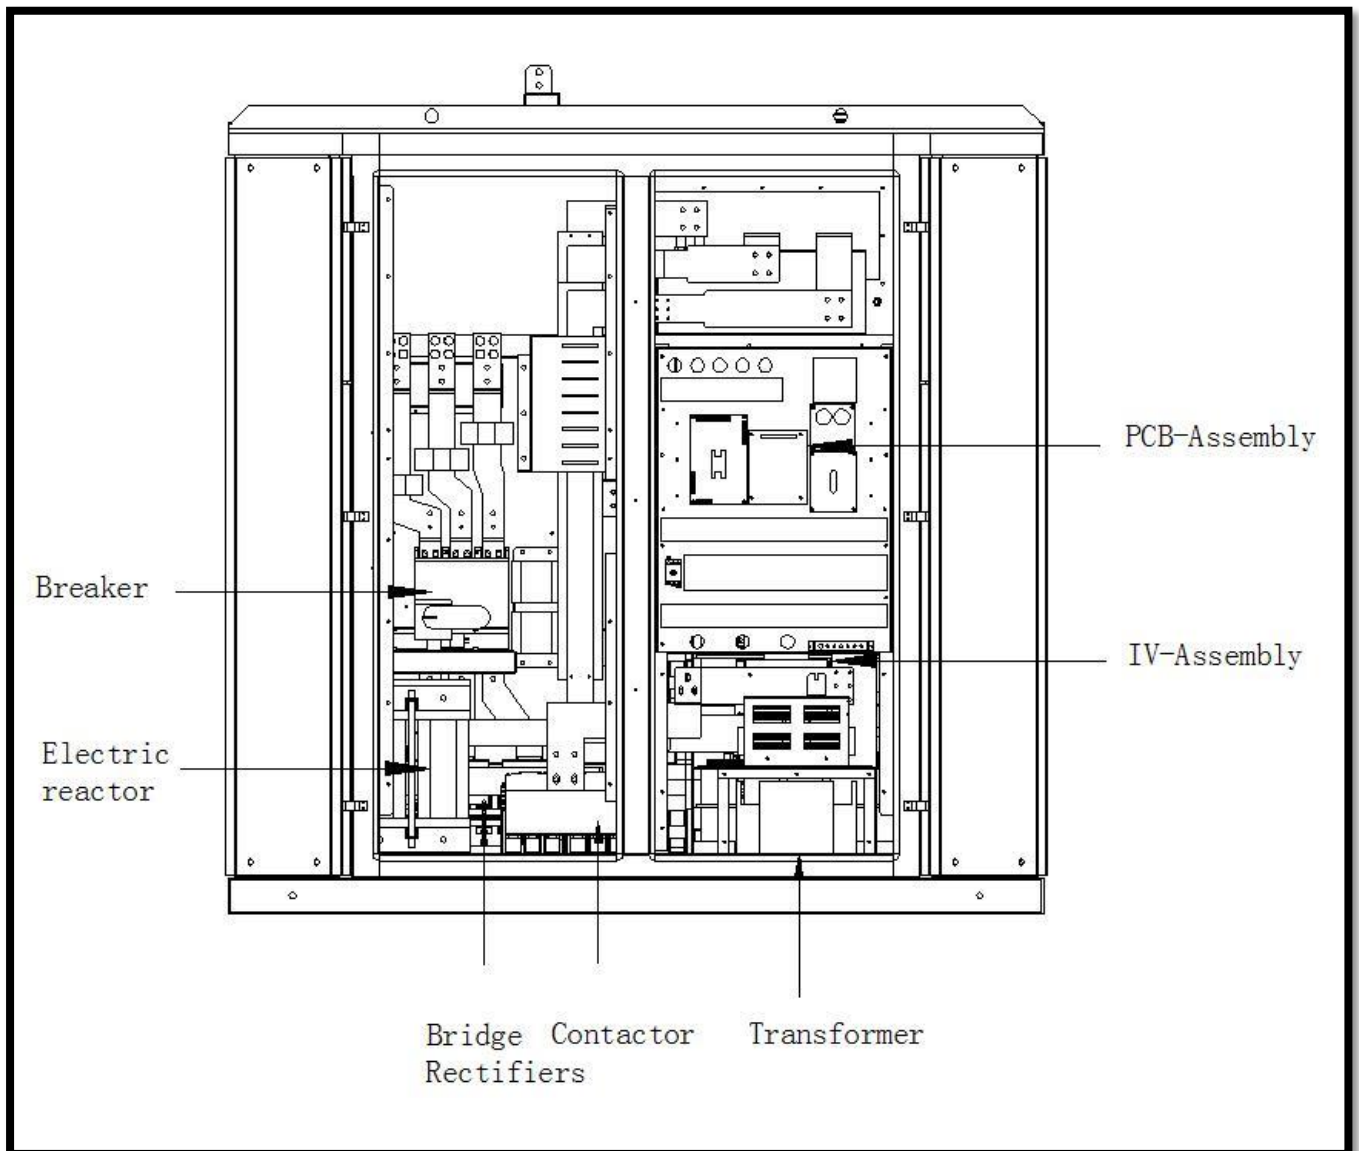 PCB-Assembly
Breaker
IV-Assembly
Electric
reactor
Bridge Contactor Transformer
Rectifiers